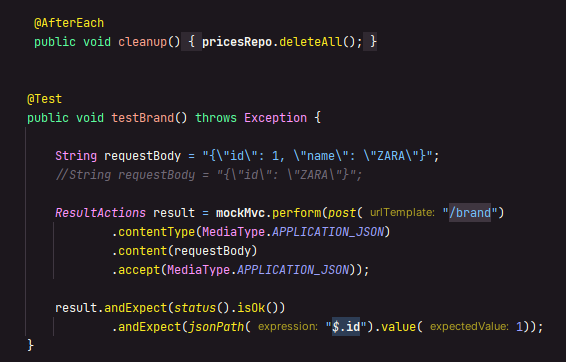 @AfterEach
public void cleanup() { pricesRepo.deleteAll(); }
@Test
public void testBrand() throws Exception {
String requestBody = "{\"id\": 1, \"name\": \"ZARA\"}";
//String requestBody = "{\"id\": \"ZARA\"}";
ResultActions result = mockMvc.perform(post( urlTemplate: "/brand")
.contentType(MediaType.APPLICATION_JSON)
.content(requestBody)
.accept(MediaType.APPLICATION_JSON));
result.andExpect(status().isOk())
.andExpect(jsonPath( expression: "$.id").value( expectedValue: 1));
}